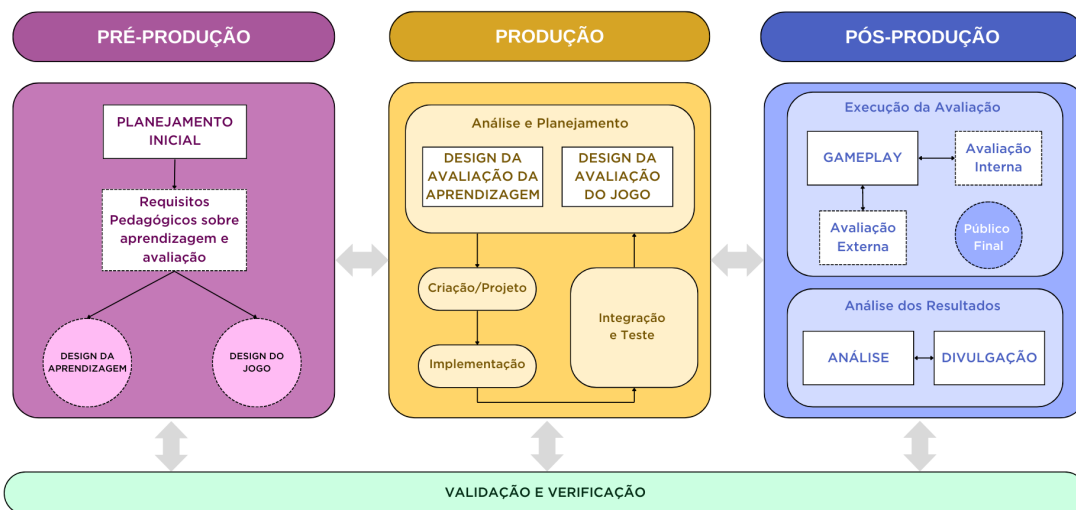 PRÉ-PRODUÇÃO
PLANEJAMENTO
INICIAL
Requisitos
Pedagógicos sobre
aprendizagem e
avaliação
DESIGN DA
APRENDIZAGEM
DESIGN DO
JOGO
PRODUÇÃO
Análise e Planejamento
DESIGN DA
AVALIAÇÃO DA
APRENDIZAGEM
DESIGN DA
AVALIAÇÃO
DO JOGO
Criação/Projeto
Implementação
Integração
e Teste
PÓS-PRODUÇÃO
Execução da Avaliação
GAMEPLAY
Avaliação
Interna
Avaliação
Externa
Público
Final
Análise dos Resultados
ANÁLISE
DIVULGAÇÃO
VALIDAÇÃO E VERIFICAÇÃO